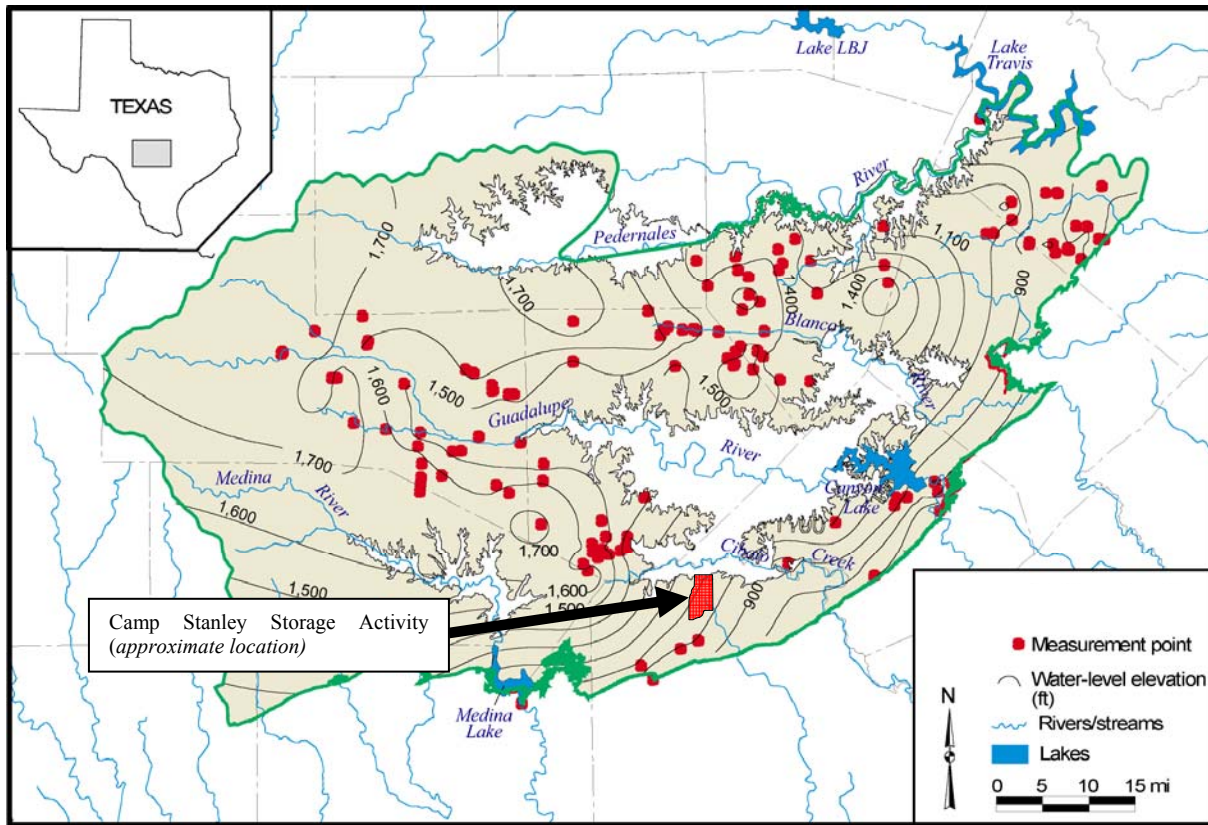 TEXAS
Lake LBJ
Lake
Travis
River
Pedernales
1,700
1,700
1,100
900
1,400
1,400
Blanco
River
1,600
1,500
1,500
Guadalupe
River
1,700
Medina
River
1,600
1,700
1,500
1,600
1,500
Canyon
Lake
1100
Cibolo Creek
900
Camp Stanley Storage Activity
(approximate location)
Medina
Lake
Measurement point
Water-level elevation
(ft)
Rivers/streams
Lakes
N
0 5 10 15 mi